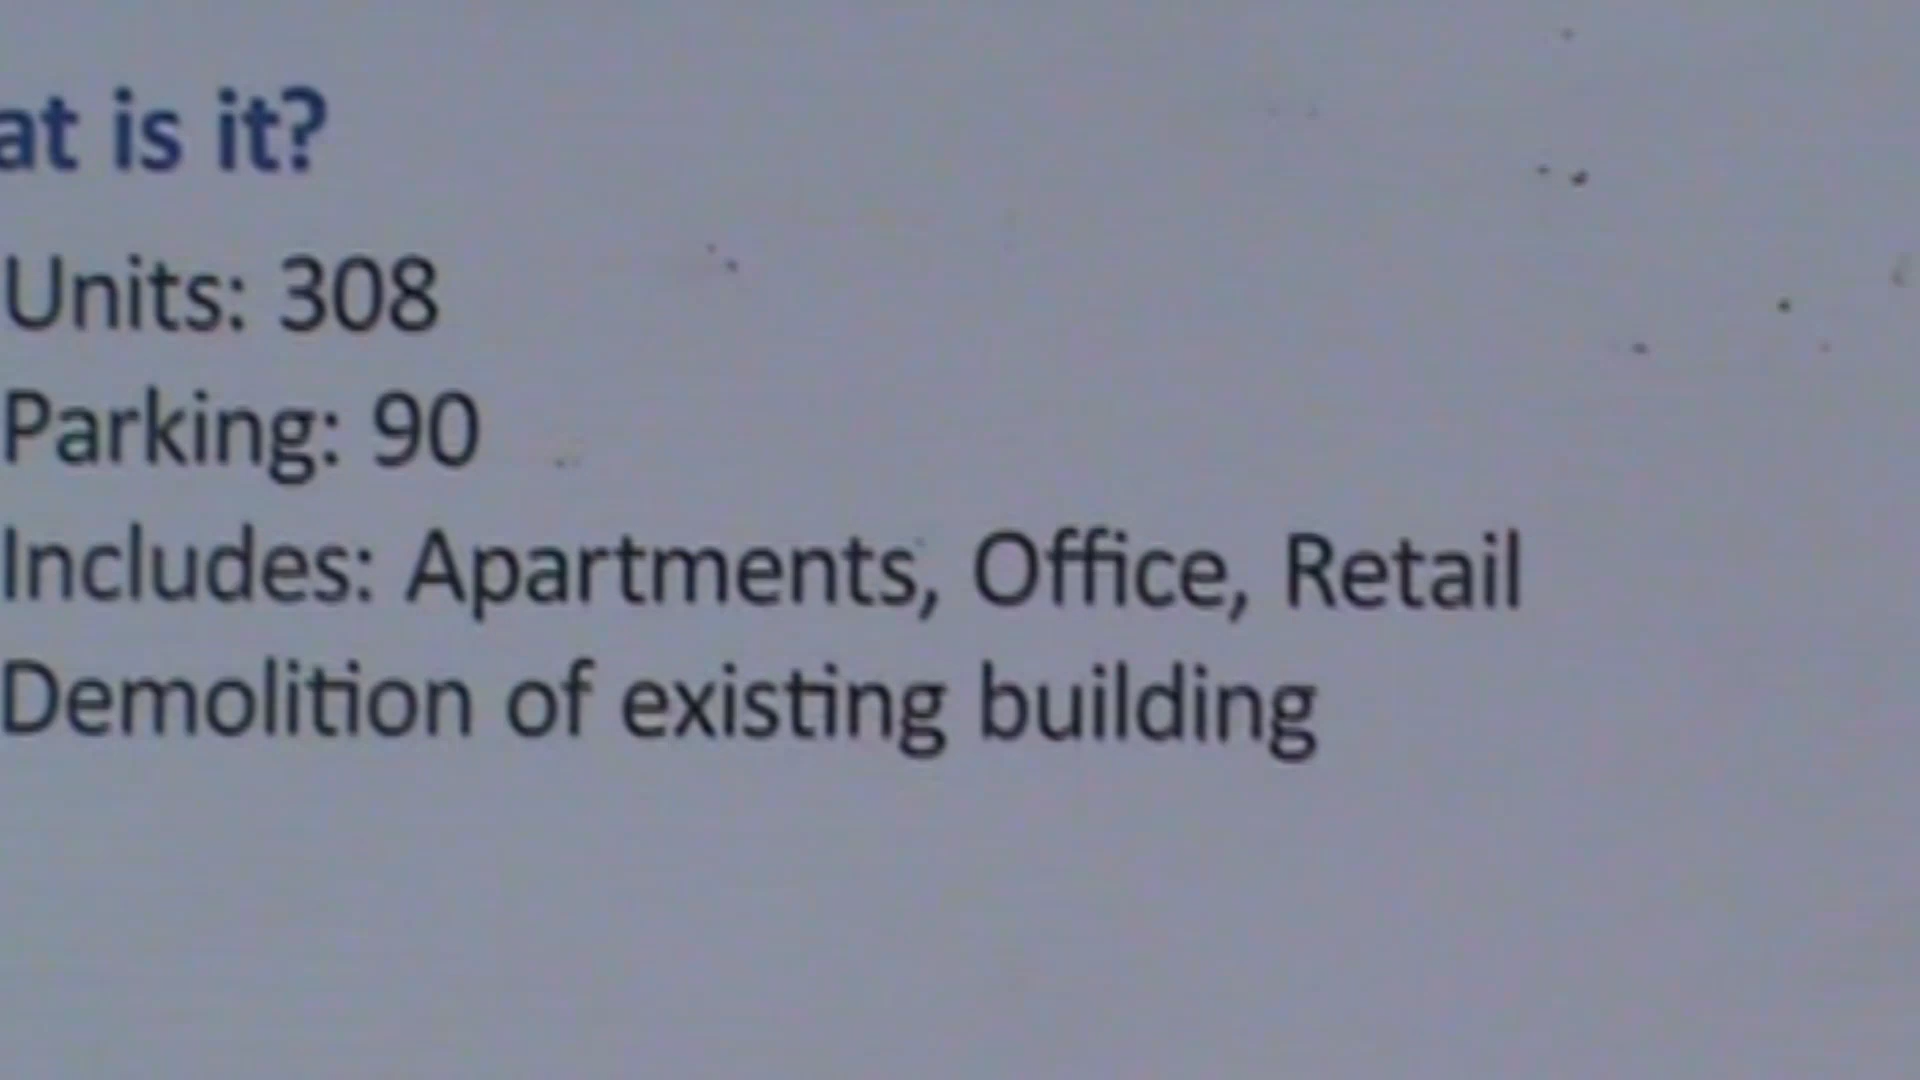 at is it?
Units: 308
Parking: 90
Includes: Apartments, Office, Retail
Demolition of existing building